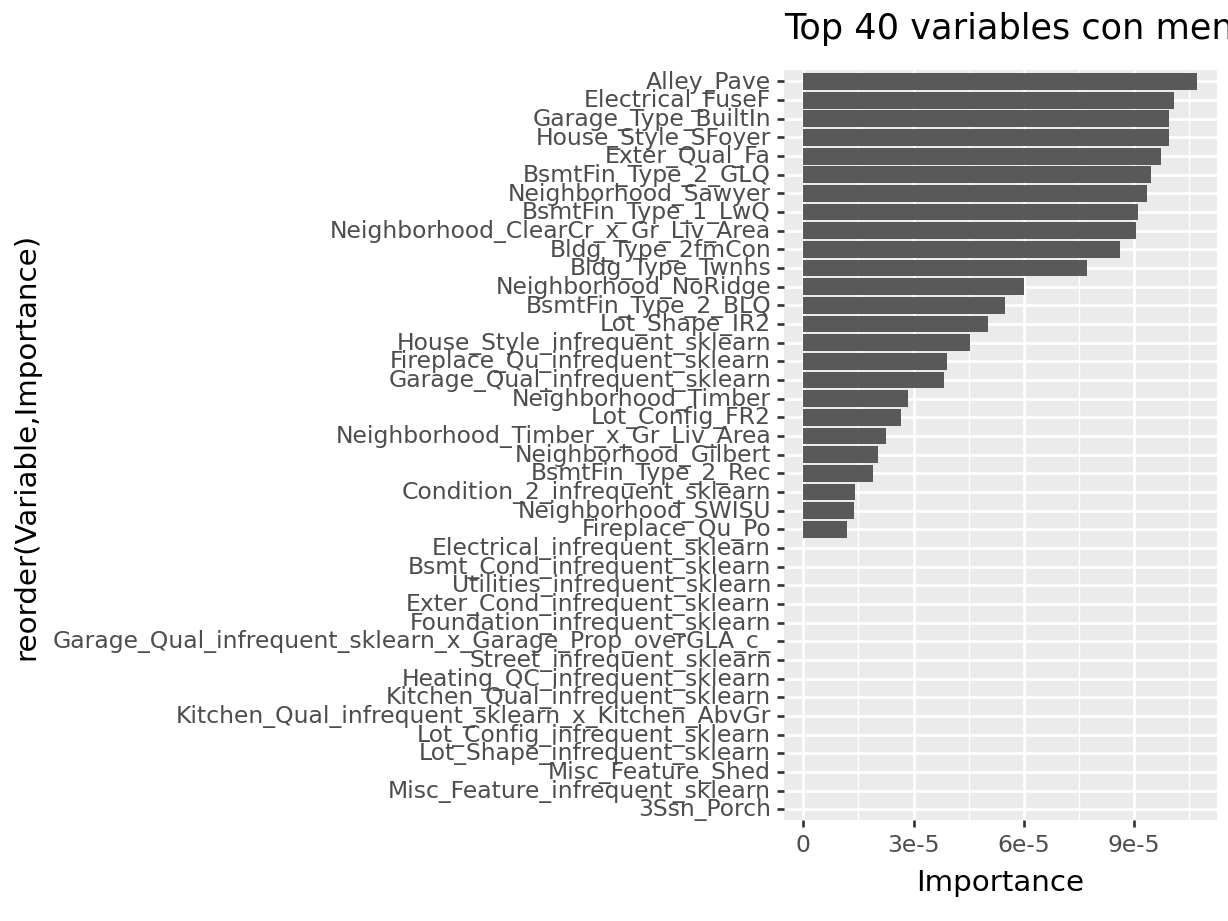 Top 40 variables con men
reorder(Variable,Importance)
Alley_Pave
Electrical_FuseF
Garage_Type_BuiltIn
House_Style_SFoyer
Exter_Qual_Fa
BsmtFin_Type_2_GLQ
Neighborhood_Sawyer
BsmtFin_Type_1_LwQ
Neighborhood_ClearCr_x_Gr_Liv_Area
Bldg_Type_2fmCon
Bldg_Type_Twnhs
Neighborhood_NoRidge
BsmtFin_Type_2_BLQ
Lot_Shape_IR2
House_Style_infrequent_sklearn
Fireplace_Qu_infrequent_sklearn
Garage_Qual_infrequent_sklearn
Neighborhood_Timber
Lot_Config_FR2
Neighborhood_Timber_x_Gr_Liv_Area
Neighborhood_Gilbert
BsmtFin_Type_2_Rec
Condition_2_infrequent_sklearn
Neighborhood_SWISU
Fireplace_Qu_Po
Electrical_infrequent_sklearn
Bsmt_Cond_infrequent_sklearn
Utilities_infrequent_sklearn
Exter_Cond_infrequent_sklearn
Foundation_infrequent_sklearn
Garage_Qual_infrequent_sklearn_x_Garage_Prop_overGLA_c_
Street_infrequent_sklearn
Heating_QC_infrequent_sklearn
Kitchen_Qual_infrequent_sklearn
Kitchen_Qual_infrequent_sklearn_x_Kitchen_AbvGr
Lot_Config_infrequent_sklearn
Lot_Shape_infrequent_sklearn
Misc_Feature_Shed
Misc_Feature_infrequent_sklearn
3Ssn_Porch
0 3e-5 6e-5 9e-5
Importance